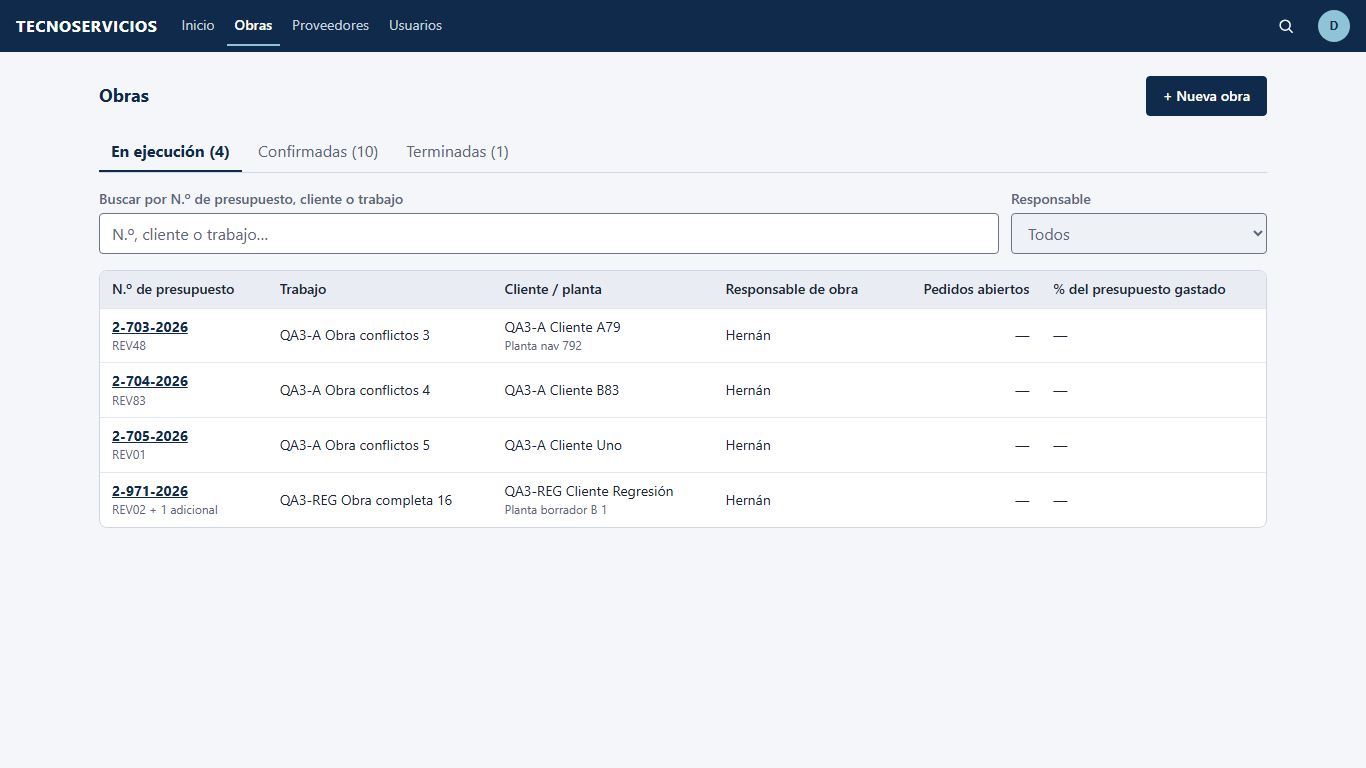 TECNOSERVICIOS Inicio Obras Proveedores Usuarios D
Obras
+ Nueva obra
En ejecución (4) Confirmadas (10) Terminadas (1)
Buscar por N.º de presupuesto, cliente o trabajo
Responsable
N.º, cliente o trabajo...
Todos
N.º de presupuesto Trabajo Cliente / planta Responsable de obra Pedidos abiertos % del presupuesto gastado
2-703-2026 QA3-A Obra conflictos 3 QA3-A Cliente A79 Hernán — —
REV48 Planta nav 792
2-704-2026 QA3-A Obra conflictos 4 QA3-A Cliente B83 Hernán — —
REV83
2-705-2026 QA3-A Obra conflictos 5 QA3-A Cliente Uno Hernán — —
REV01
2-971-2026 QA3-REG Obra completa 16 QA3-REG Cliente Regresión Hernán — —
REV02 + 1 adicional Planta borrador B 1